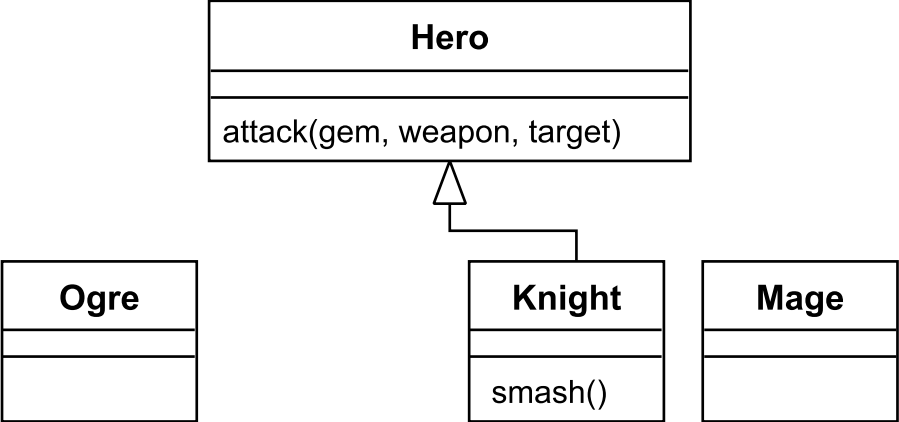 Hero
attack(gem, weapon, target)
Ogre
Knight
Mage
smash()